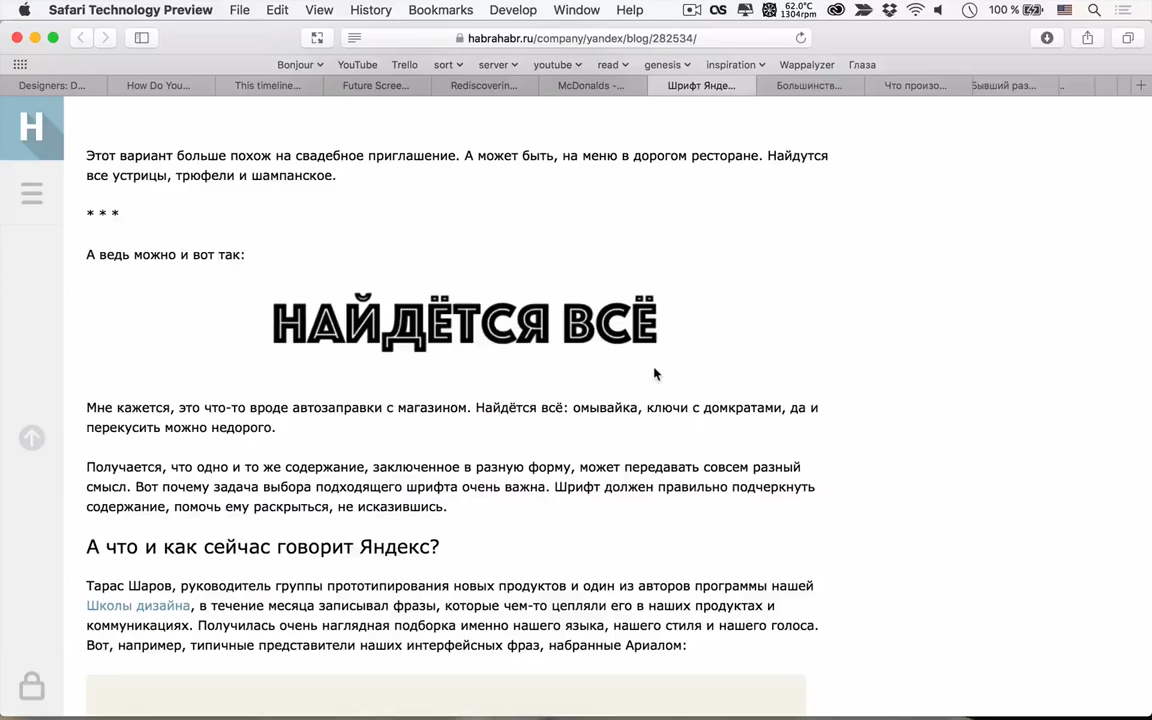 Safari Technology Preview File Edit View History Bookmarks Develop Window Help 62.0°C 1304rpm 100 %
habrahabr.ru/company/yandex/blog/282534/
Bonjour YouTube Trello sort server youtube read genesis inspiration Wappalyzer Глаза
Designers: D... How Do You... This timeline... Future Scree... Rediscoverin... McDonalds -... Шрифт Янде... Большинств... Что произо... Бывший раз... ..
H
Этот вариант больше похож на свадебное приглашение. А может быть, на меню в дорогом ресторане. Найдутся
все устрицы, трюфели и шампанское.
* * *
А ведь можно и вот так:
НАЙДЁТСЯ ВСЁ
Мне кажется, это что-то вроде автозаправки с магазином. Найдётся всё: омывайка, ключи с домкратами, да и
перекусить можно недорого.
Получается, что одно и то же содержание, заключенное в разную форму, может передавать совсем разный
смысл. Вот почему задача выбора подходящего шрифта очень важна. Шрифт должен правильно подчеркнуть
содержание, помочь ему раскрыться, не исказившись.
А что и как сейчас говорит Яндекс?
Тарас Шаров, руководитель группы прототипирования новых продуктов и один из авторов программы нашей
Школы дизайна, в течение месяца записывал фразы, которые чем-то цепляли его в наших продуктах и
коммуникациях. Получилась очень наглядная подборка именно нашего языка, нашего стиля и нашего голоса.
Вот, например, типичные представители наших интерфейсных фраз, набранные Ариалом: